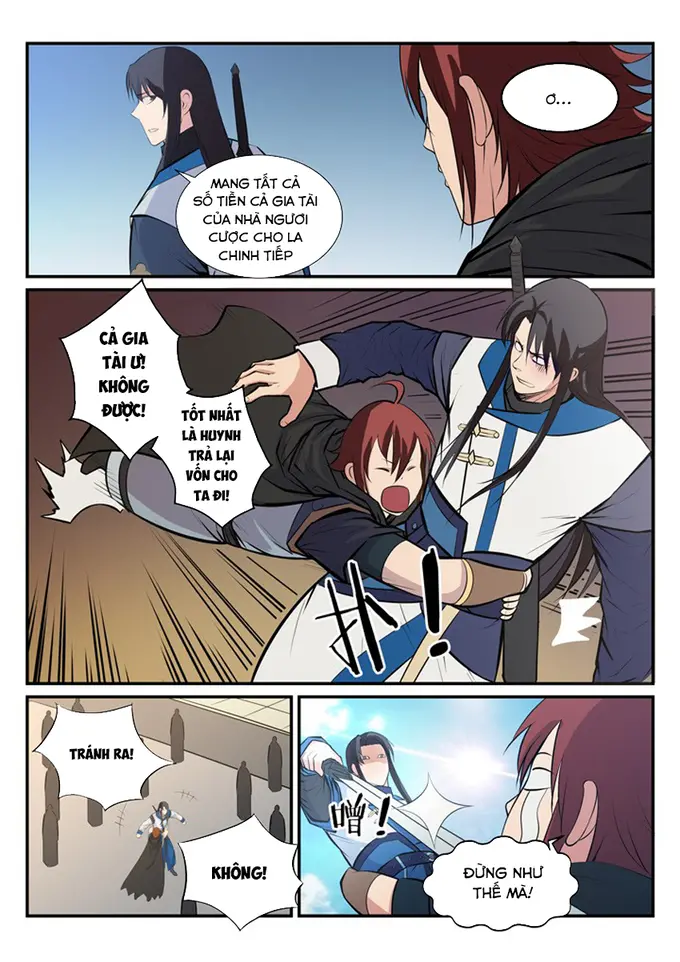 Ơ...
MANG TẤT CẢ
SỐ TIỀN CẢ GIA TÀI
CỦA NHÀ NGƯƠI
CƯỢC CHO LA
CHINH TIẾP
CẢ GIA
TÀI Ư!
KHÔNG
ĐƯỢC!
TỐT NHẤT
LÀ HUYNH
TRẢ LẠI
VỐN CHO
TA ĐI!
扑!
TRÁNH RA!
KHÔNG!
噌!
ĐỪNG NHƯ
THẾ MÀ!